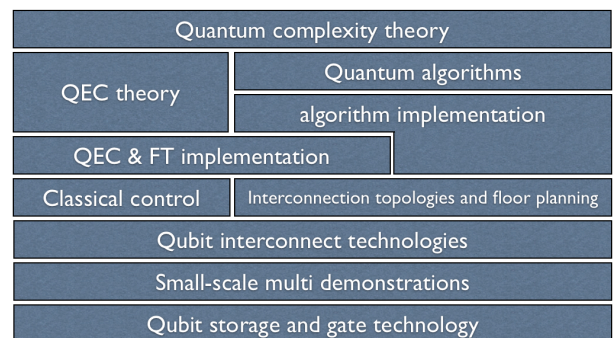 Quantum complexity theory
QEC theory
Quantum algorithms
algorithm implementation
QEC & FT implementation
Classical control
Interconnection topologies and floor planning
Qubit interconnect technologies
Small-scale multi demonstrations
Qubit storage and gate technology